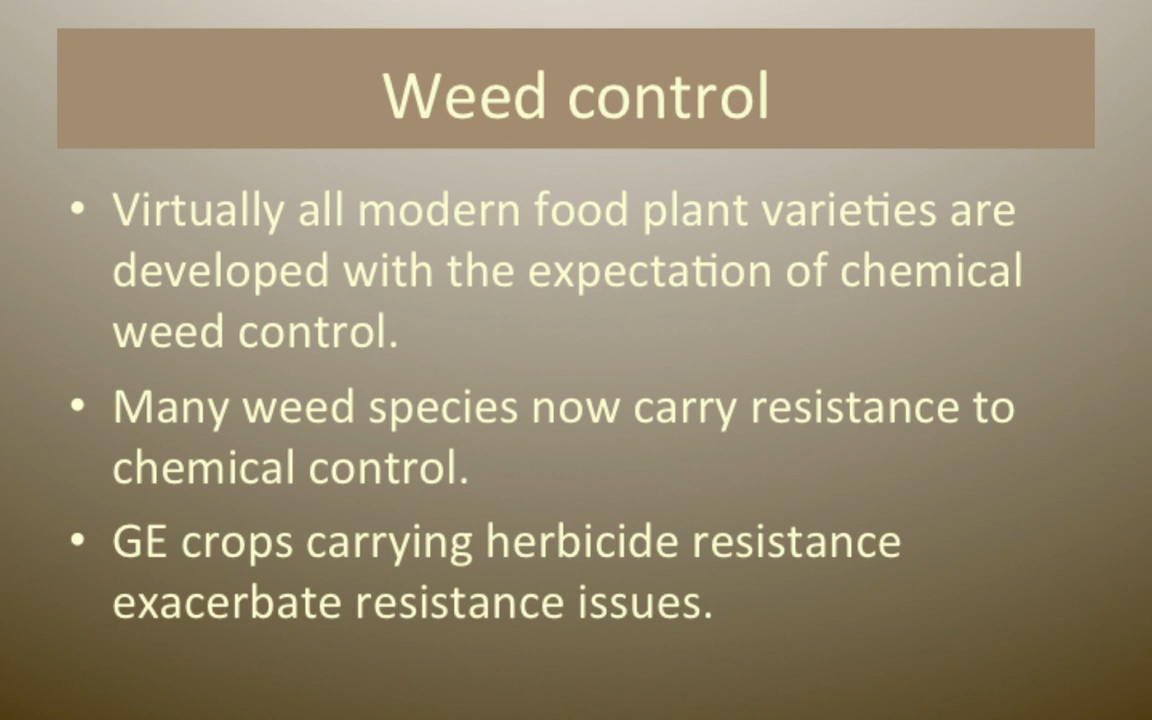 Weed control
• Virtually all modern food plant varieties are
developed with the expectation of chemical
weed control.
• Many weed species now carry resistance to
chemical control.
• GE crops carrying herbicide resistance
exacerbate resistance issues.